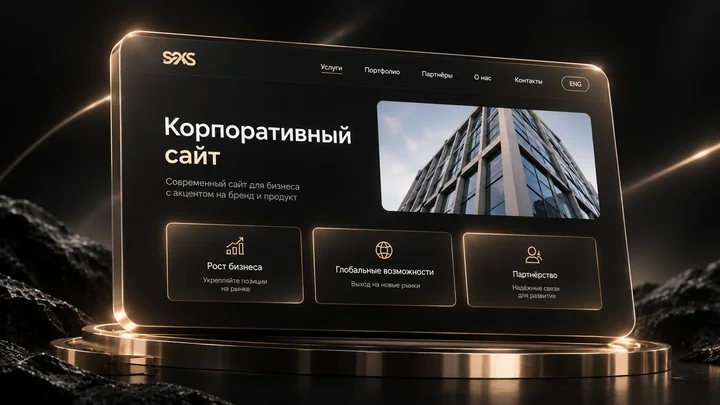 SXS
Услуги
Портфолио
Партнёры
О нас
Контакты
ENG
Корпоративный
сайт
Современный сайт для бизнеса
с акцентом на бренд и продукт
Рост бизнеса
Укрепляйте позиции
на рынке
Глобальные возможности
Выход на новые рынки
Партнёрство
Надёжные связи
для развития